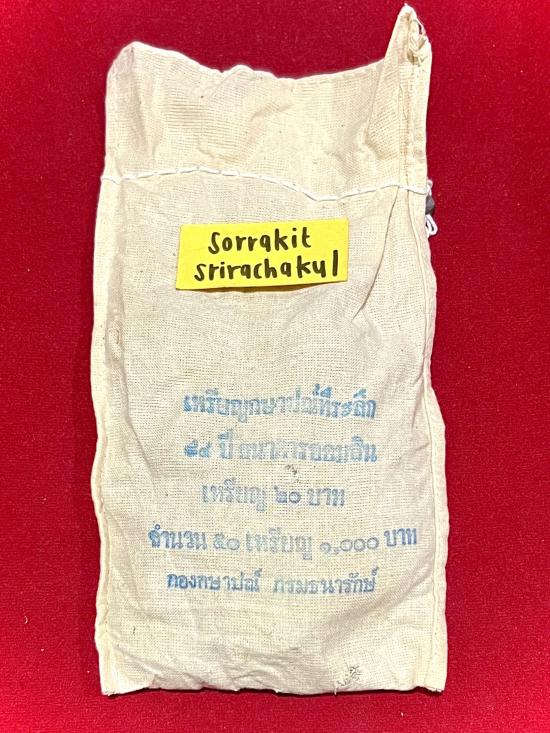 sorrakit
srirachakul
เหรียญกษาปณ์ที่ระลึก
๘๔ ปี ธนาคารออมสิน
เหรียญ ๒๐ บาท
จำนวน ๕๐ เหรียญ ๑,๐๐๐ บาท
กองกษาปณ์ กรมธนารักษ์